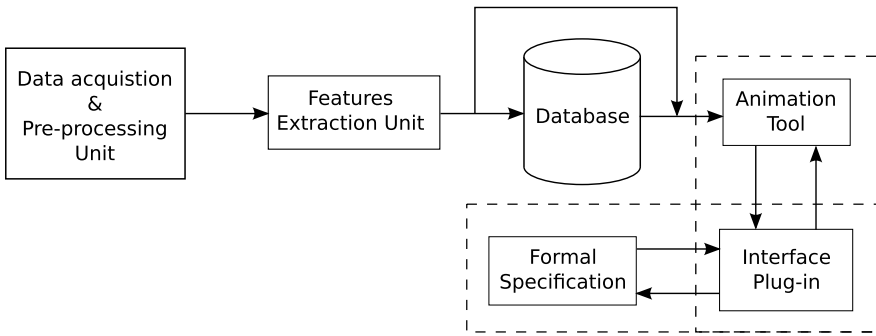 Data acquistion
&
Pre-processing
Unit
Features
Extraction Unit
Database
Animation
Tool
Formal
Specification
Interface
Plug-in